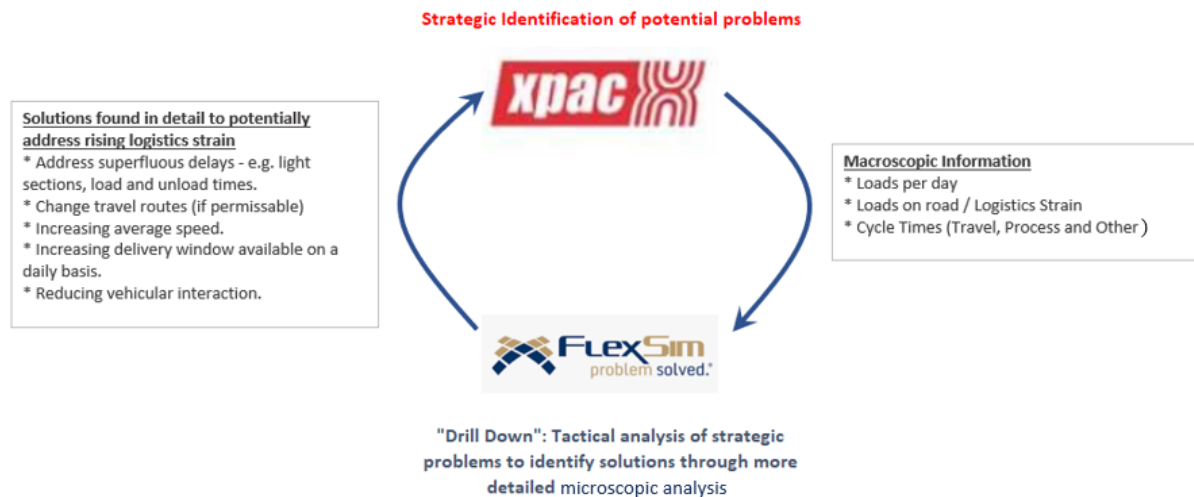 Strategic Identification of potential problems
xpac
Solutions found in detail to potentially
address rising logistics strain
* Address superfluous delays - e.g. light
sections, load and unload times.
* Change travel routes (if permissable)
* Increasing average speed.
* Increasing delivery window available on a
daily basis.
* Reducing vehicular interaction.
Macroscopic Information
* Loads per day
* Loads on road / Logistics Strain
* Cycle Times (Travel, Process and Other )
FLEXSIM
problem solved.®
"Drill Down": Tactical analysis of strategic
problems to identify solutions through more
detailed microscopic analysis